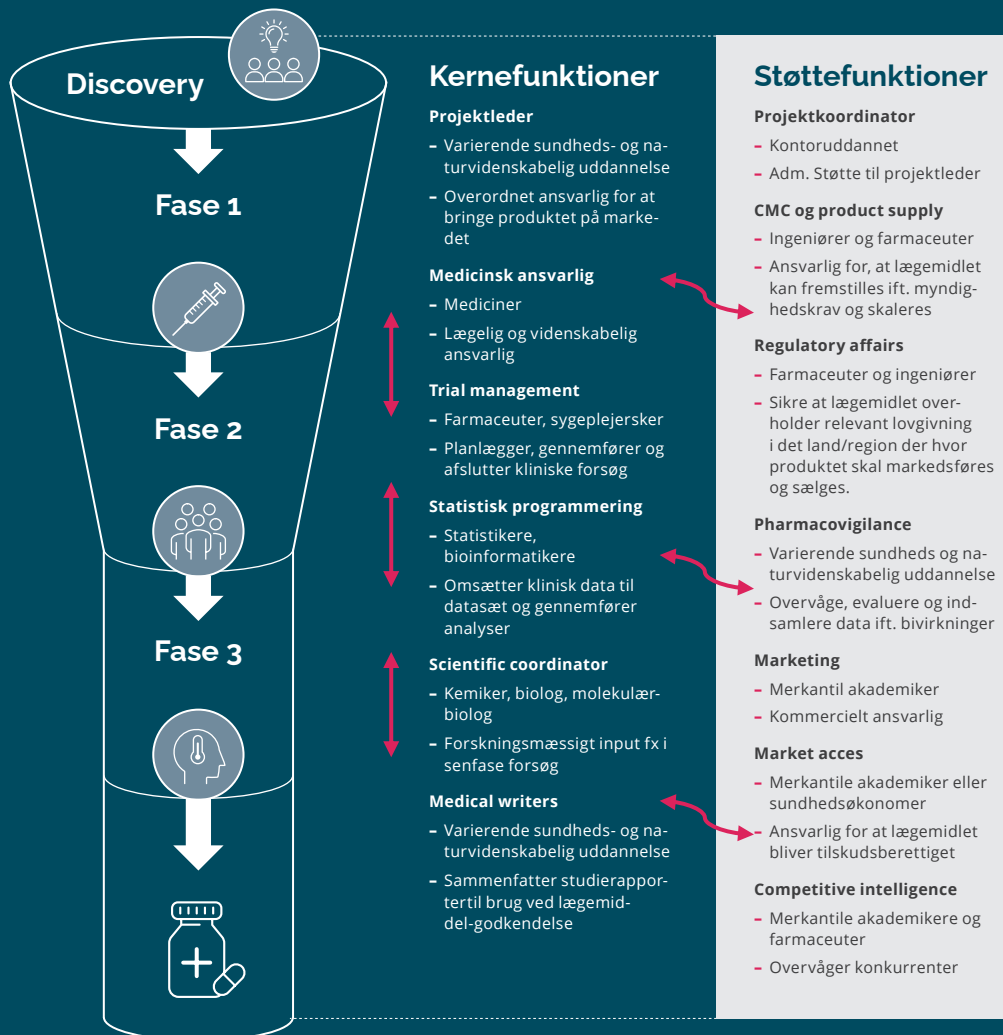 Discovery
Fase 1
Fase 2
Fase 3
Kernefunktioner
Projektleder
– Varierende sundheds- og na-
turvidenskabelig uddannelse
– Overordnet ansvarlig for at
bringe produktet på marke-
det
Medicinsk ansvarlig
– Mediciner
– Lægelig og videnskabelig
ansvarlig
Trial management
– Farmaceuter, sygeplejersker
– Planlægger, gennemfører og
afslutter kliniske forsøg
Statistisk programmering
– Statistikere,
bioinformatikere
– Omsætter klinisk data til
datasæt og gennemfører
analyser
Scientific coordinator
– Kemiker, biolog, molekulær-
biolog
– Forskningsmæssigt input fx i
senfase forsøg
Medical writers
– Varierende sundheds- og na-
turvidenskabelig uddannelse
– Sammenfatter studierappor-
tertil brug ved lægemid-
del-godkendelse
Støttefunktioner
Projektkoordinator
– Kontoruddannet
– Adm. Støtte til projektleder
CMC og product supply
– Ingeniører og farmaceuter
– Ansvarlig for, at lægemidlet
kan fremstilles ift. myndig-
hedskrav og skaleres
Regulatory affairs
– Farmaceuter og ingeniører
– Sikre at lægemidlet over-
holder relevant lovgivning
i det land/region der hvor
produktet skal markedsføres
og sælges.
Pharmacovigilance
– Varierende sundheds og na-
turvidenskabelig uddannelse
– Overvåge, evaluere og ind-
samlere data ift. bivirkninger
Marketing
– Merkantil akademiker
– Kommercielt ansvarlig
Market acces
– Merkantile akademiker eller
sundhedsøkonomer
– Ansvarlig for at lægemidlet
bliver tilskudsberettiget
Competitive intelligence
– Merkantile akademikere og
farmaceuter
– Overvåger konkurrenter